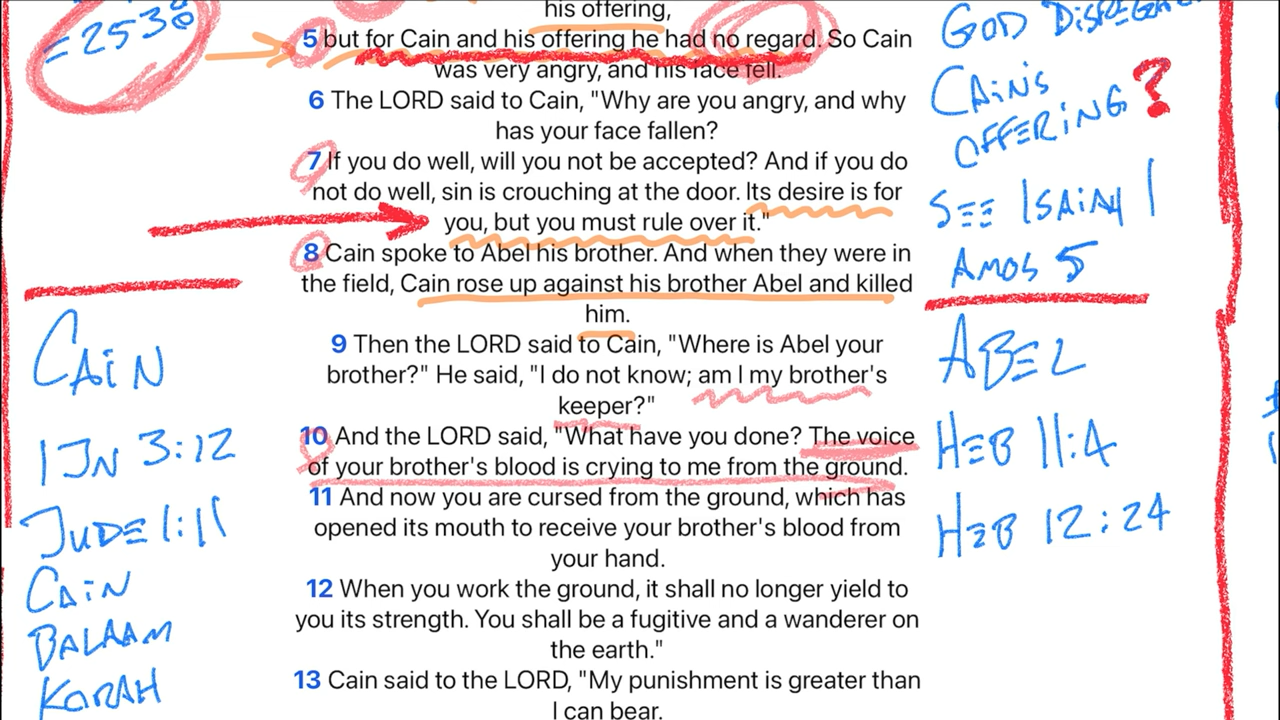 = 2538
his offering,
5 but for Cain and his offering he had no regard. So Cain
was very angry, and his face fell.
6 The LORD said to Cain, "Why are you angry, and why
has your face fallen?
7 If you do well, will you not be accepted? And if you do
not do well, sin is crouching at the door. Its desire is for
you, but you must rule over it."
8 Cain spoke to Abel his brother. And when they were in
the field, Cain rose up against his brother Abel and killed
him.
9 Then the LORD said to Cain, "Where is Abel your
brother?" He said, "I do not know; am I my brother's
keeper?"
10 And the LORD said, "What have you done? The voice
of your brother's blood is crying to me from the ground.
11 And now you are cursed from the ground, which has
opened its mouth to receive your brother's blood from
your hand.
12 When you work the ground, it shall no longer yield to
you its strength. You shall be a fugitive and a wanderer on
the earth."
13 Cain said to the LORD, "My punishment is greater than
I can bear.
CAIN
1 JN 3:12
JUDE 1:11
CAIN
BALAAM
KORAH
GOD
CAIN'S
OFFERING?
SEE ISAIAH 1
AMOS 5
ABEL
HEB 11:4
HEB 12:24